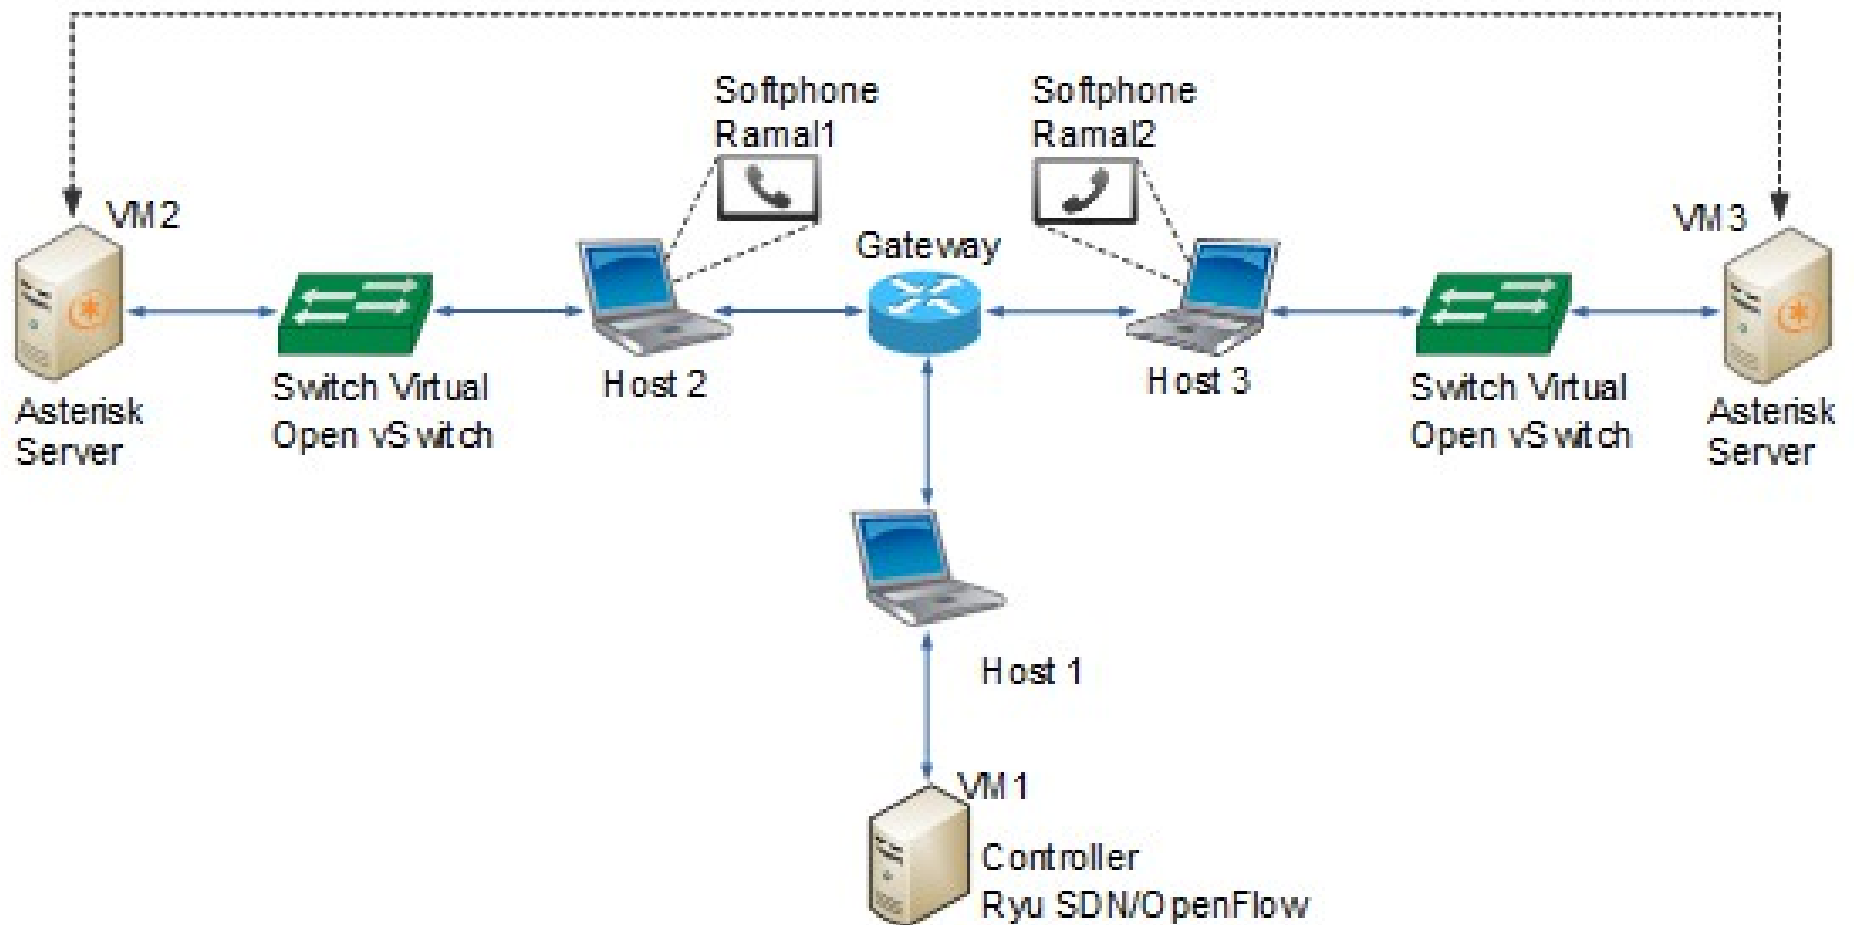 Softphone
Ramal1
Softphone
Ramal2
VM2
VM3
Gateway
Host 2
Host 3
Switch Virtual
Open vSwitch
Switch Virtual
Open vSwitch
Asterisk
Server
Asterisk
Server
Host 1
VM1
Controller
Ryu SDN/OpenFlow